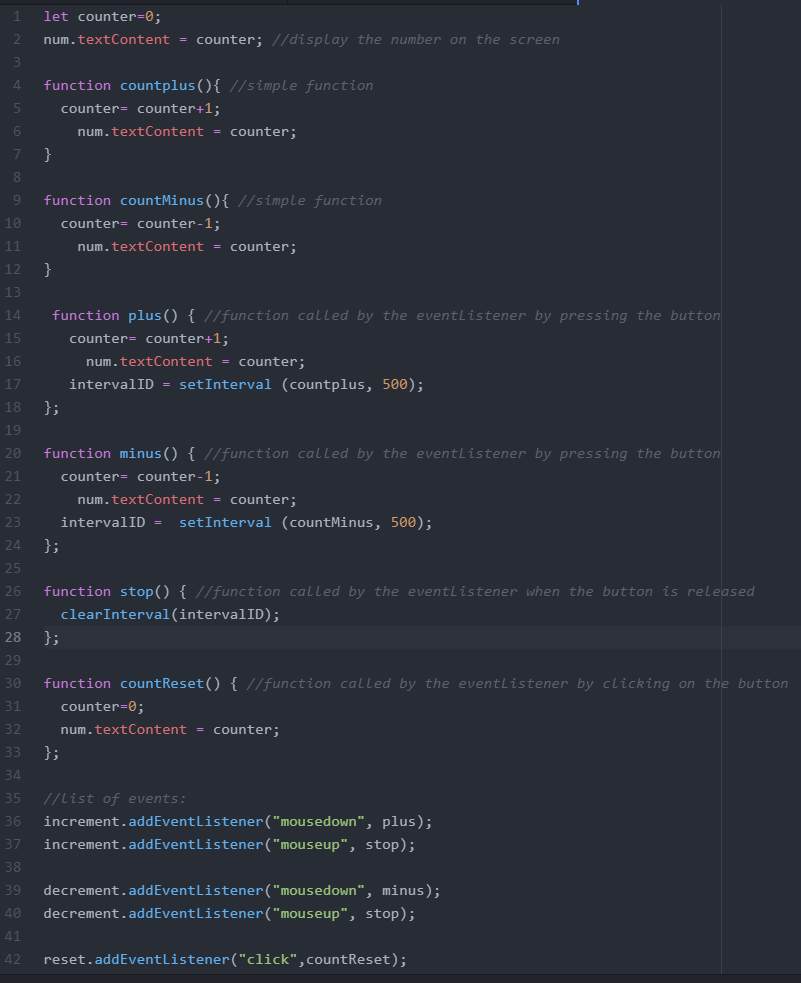 1 let counter=0;
2 num.textContent = counter; //display the number on the screen
3
4 function countplus(){ //simple function
5 counter= counter+1;
6 num.textContent = counter;
7 }
8
9 function countMinus(){ //simple function
10 counter= counter-1;
11 num.textContent = counter;
12 }
13
14 function plus() { //function called by the eventListener by pressing the button
15 counter= counter+1;
16 num.textContent = counter;
17 intervalID = setInterval (countplus, 500);
18 };
19
20 function minus() { //function called by the eventListener by pressing the button
21 counter= counter-1;
22 num.textContent = counter;
23 intervalID =  setInterval (countMinus, 500);
24 };
25
26 function stop() { //function called by the eventListener when the button is released
27 clearInterval(intervalID);
28 };
29
30 function countReset() { //function called by the eventListener by clicking on the button
31 counter=0;
32 num.textContent = counter;
33 };
34
35 //list of events:
36 increment.addEventListener("mousedown", plus);
37 increment.addEventListener("mouseup", stop);
38
39 decrement.addEventListener("mousedown", minus);
40 decrement.addEventListener("mouseup", stop);
41
42 reset.addEventListener("click",countReset);